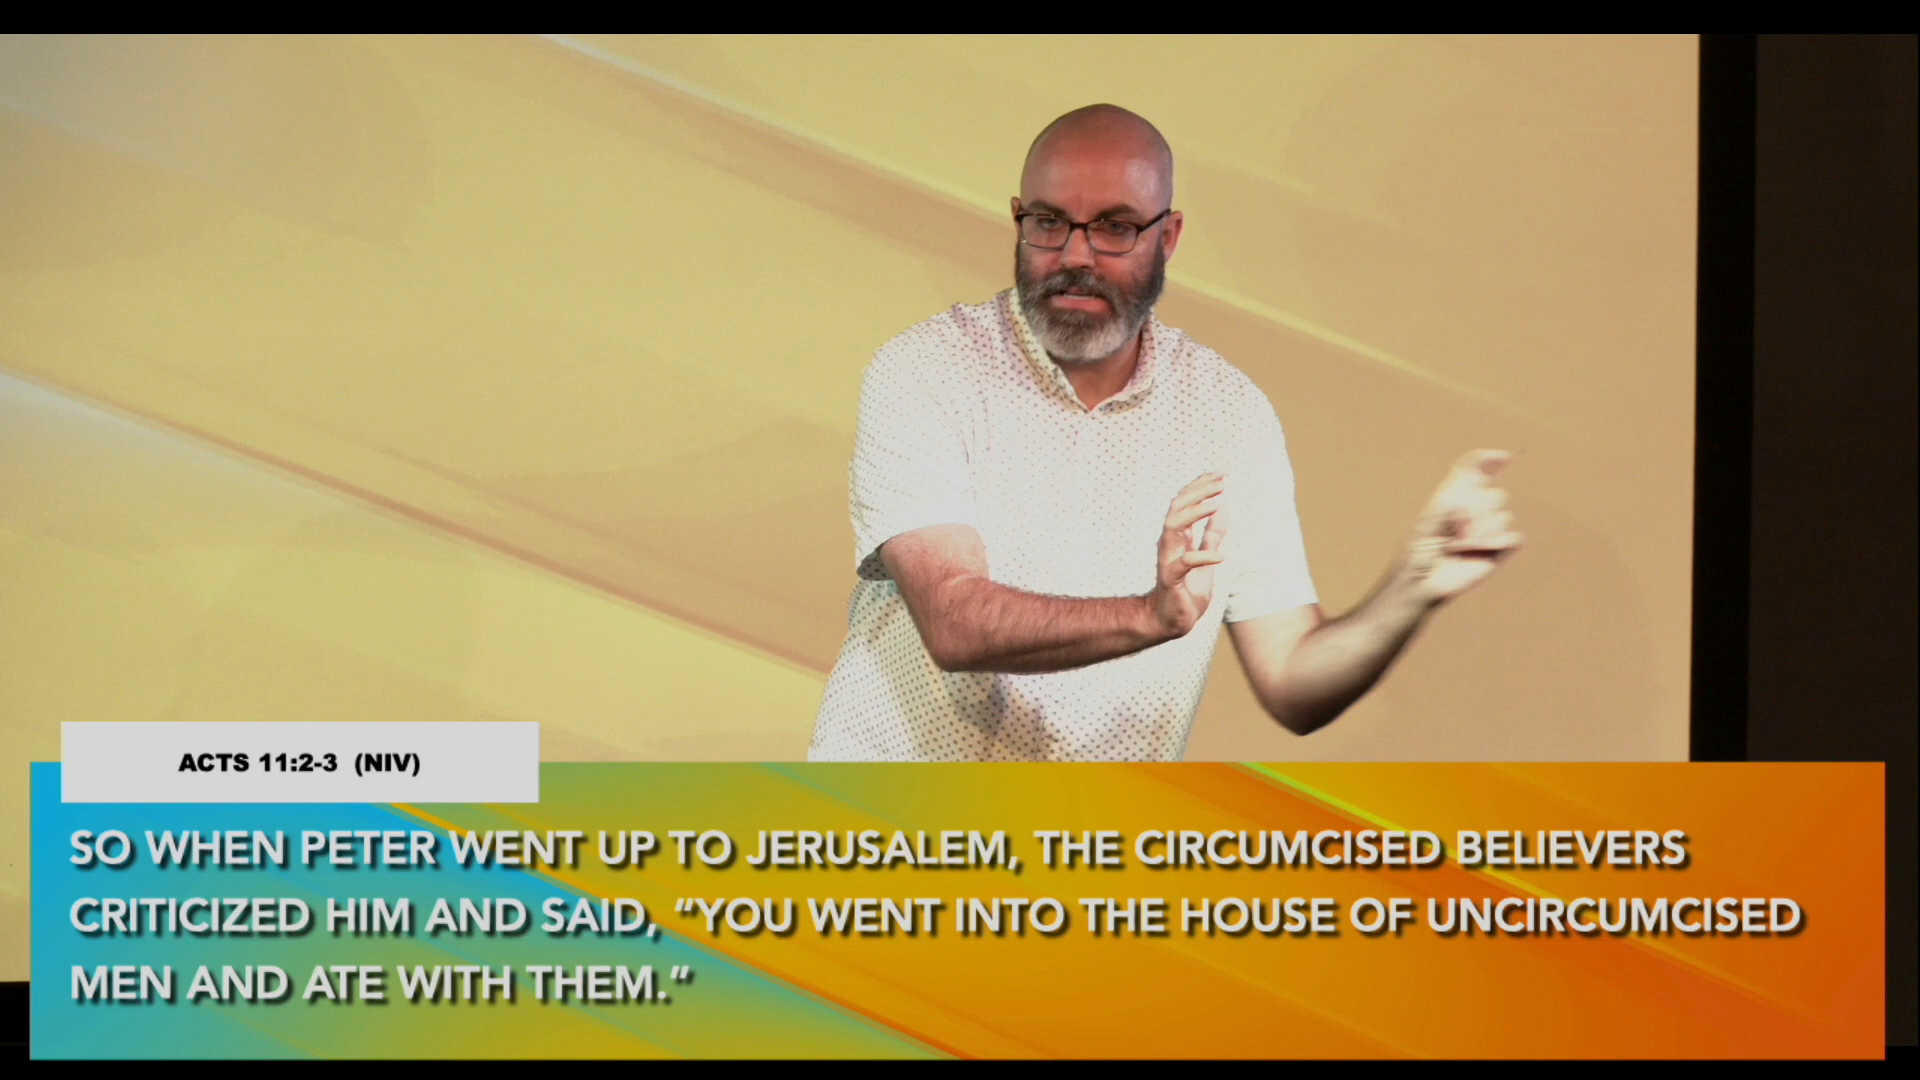 ACTS 11:2-3 (NIV)
SO WHEN PETER WENT UP TO JERUSALEM, THE CIRCUMCISED BELIEVERS
CRITICIZED HIM AND SAID, “YOU WENT INTO THE HOUSE OF UNCIRCUMCISED
MEN AND ATE WITH THEM.”